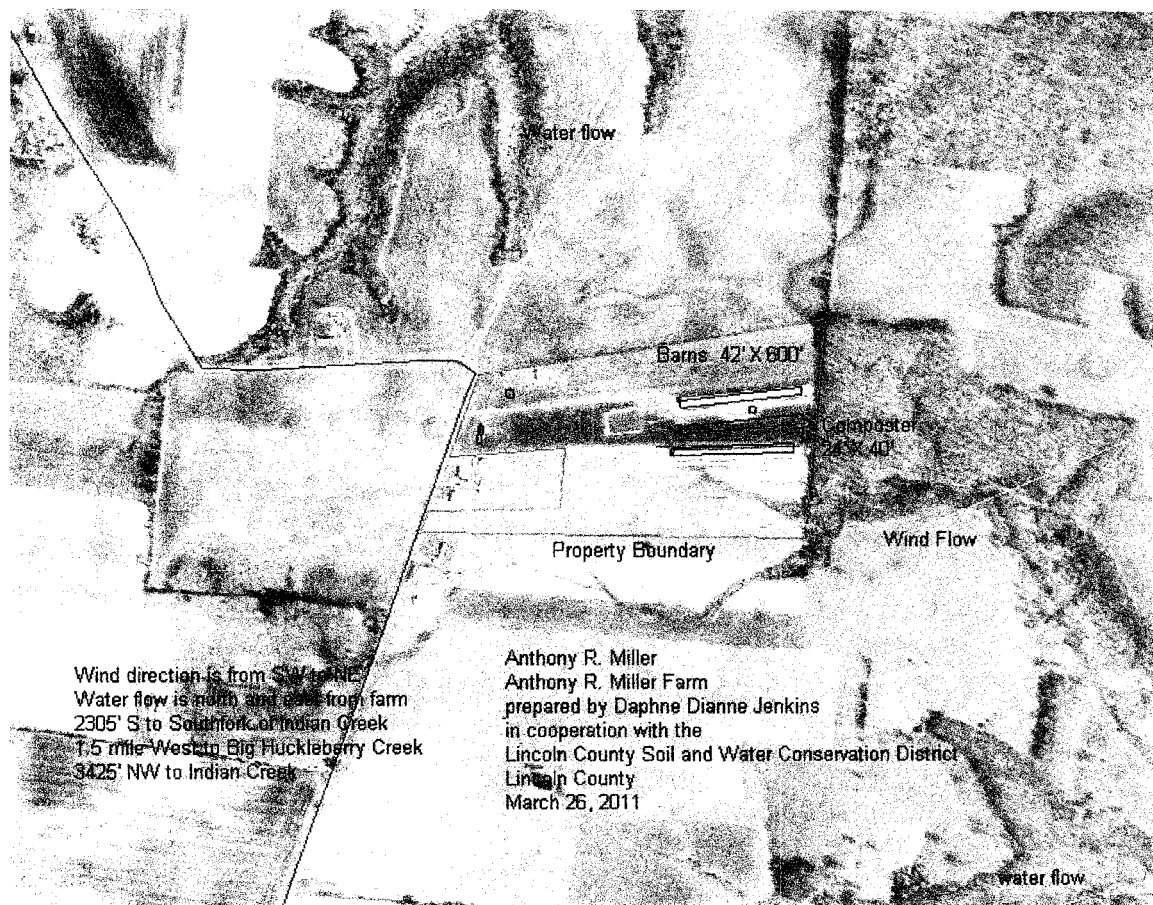 Water flow
Barns 42' X 600'
Composter
24' X 40'
Wind Flow
Property Boundary
Wind direction is from SW to NE
Water flow is north and east from farm
2305' S to Southfork of Indian Creek
1.5 mile West to Big Huckleberry Creek
3425' NW to Indian Creek
Anthony R. Miller
Anthony R. Miller Farm
prepared by Daphne Dianne Jenkins
in cooperation with the
Lincoln County Soil and Water Conservation District
Lincoln County
March 26, 2011
water flow